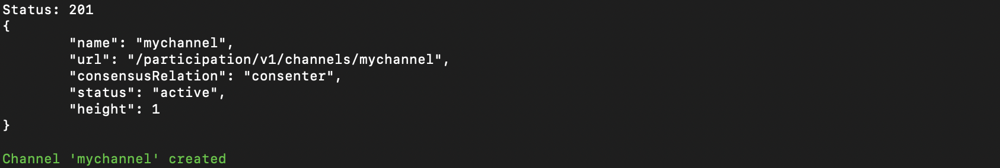 Status: 201
{
	"name": "mychannel",
	"url": "/participation/v1/channels/mychannel",
	"consensusRelation": "consenter",
	"status": "active",
	"height": 1
}
Channel 'mychannel' created